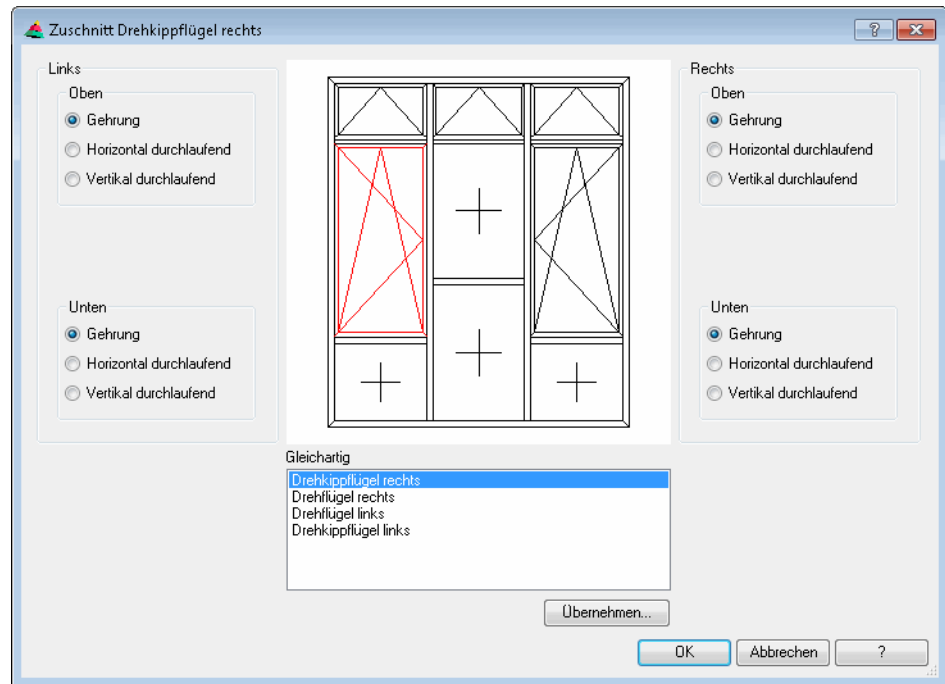 Zuschnitt Drehkippflügel rechts
?
Links
Oben
Gehrung
Horizontal durchlaufend
Vertikal durchlaufend
Unten
Gehrung
Horizontal durchlaufend
Vertikal durchlaufend
Rechts
Oben
Gehrung
Horizontal durchlaufend
Vertikal durchlaufend
Unten
Gehrung
Horizontal durchlaufend
Vertikal durchlaufend
Gleichartig
Drehkippflügel rechts
Drehflügel rechts
Drehflügel links
Drehkippflügel links
Übernehmen...
OK
Abbrechen
?